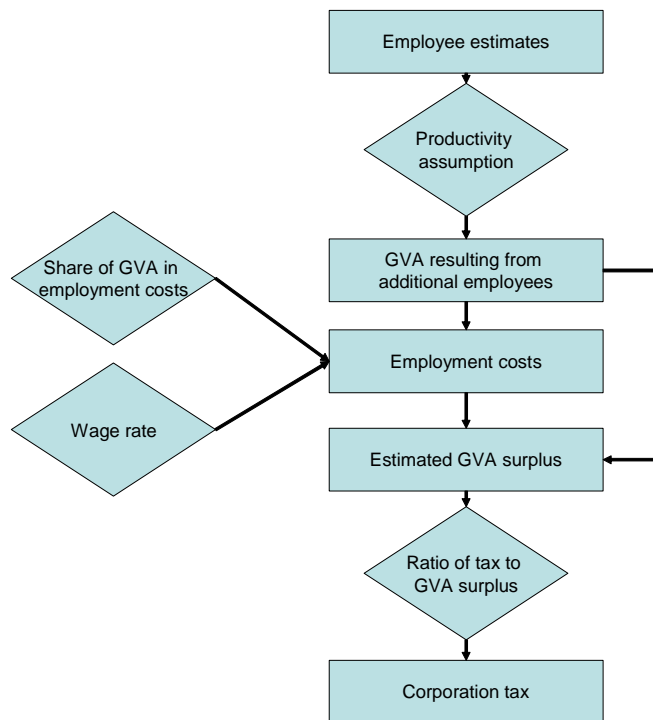 Employee estimates
Productivity
assumption
Share of GVA in
employment costs
GVA resulting from
additional employees
Employment costs
Wage rate
Estimated GVA surplus
Ratio of tax to
GVA surplus
Corporation tax